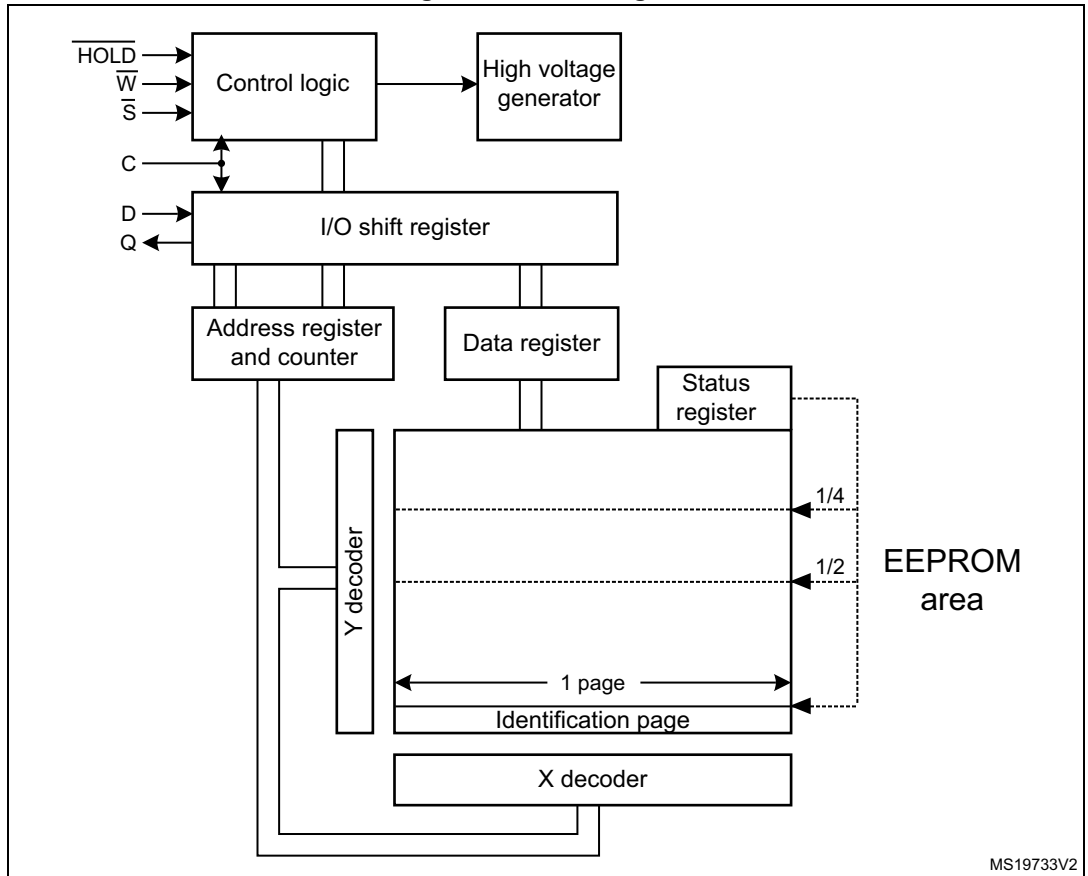 H̅O̅L̅D̅
W̅
S̅
C
D
Q
Control logic
High voltage
generator
I/O shift register
Address register
and counter
Data register
Status
register
1/4
1/2
EEPROM
area
Y decoder
1 page
Identification page
X decoder
MS19733V2